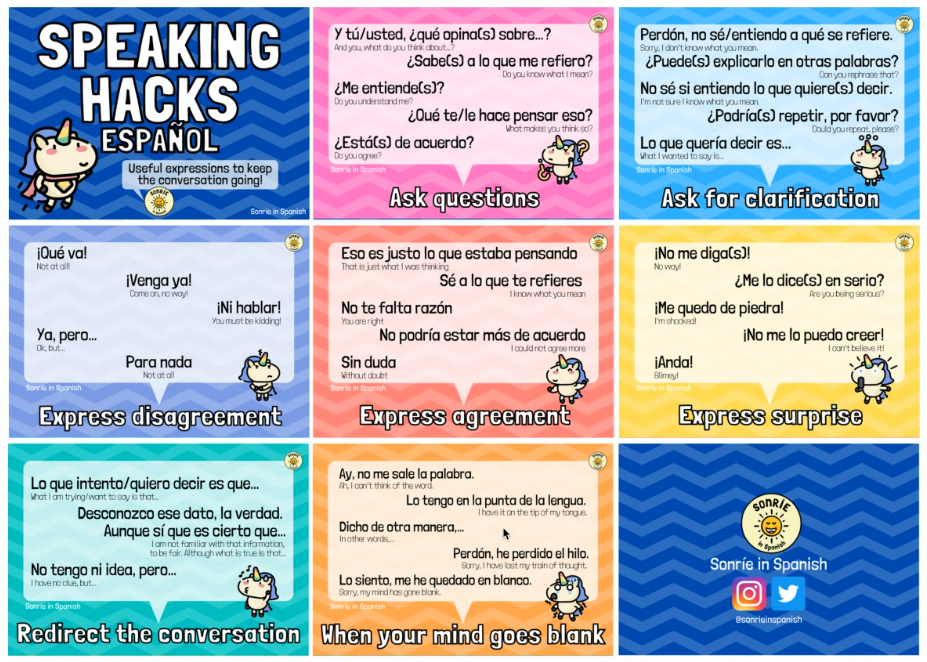 SPEAKING
HACKS
ESPAÑOL
Useful expressions to keep
the conversation going!
SONRÍE
in Spanish
Sonríe in Spanish
Y tú/usted, ¿qué opina(s) sobre...?
And you, what do you think about...?
¿Sabe(s) a lo que me refiero?
Do you know what I mean?
¿Me entiende(s)?
Do you understand me?
¿Qué te/le hace pensar eso?
What makes you think so?
¿Está(s) de acuerdo?
Do you agree?
Sonríe in Spanish
Ask questions
Perdón, no sé/entiendo a qué se refiere.
Sorry, I don't know what you mean.
¿Puede(s) explicarlo en otras palabras?
Can you rephrase that?
No sé si entiendo lo que quiere(s) decir.
I'm not sure I know what you mean.
¿Podría(s) repetir, por favor?
Could you repeat, please?
Lo que quería decir es...
What I wanted to say is...
Sonríe in Spanish
Ask for clarification
¡Qué va!
Not at all!
¡Venga ya!
Come on, no way!
¡Ni hablar!
You must be kidding!
Ya, pero...
Ok, but...
Para nada
Not at all
Sonríe in Spanish
Express disagreement
Eso es justo lo que estaba pensando
That is just what I was thinking
Sé a lo que te refieres
I know what you mean
No te falta razón
You are right
No podría estar más de acuerdo
I could not agree more
Sin duda
Without doubt
Sonríe in Spanish
Express agreement
¡No me diga(s)!
No way!
¿Me lo dice(s) en serio?
Are you being serious?
¡Me quedo de piedra!
I'm shocked!
¡No me lo puedo creer!
I can't believe it!
¡Anda!
Blimey!
Sonríe in Spanish
Express surprise
Lo que intento/quiero decir es que...
What I am trying/want to say is that...
Desconozco ese dato, la verdad.
Aunque sí que es cierto que...
I am not familiar with that information,
to be fair. Although what is true is that...
No tengo ni idea, pero...
I have no clue, but...
Sonríe in Spanish
Redirect the conversation
Ay, no me sale la palabra.
Ah, I can't think of the word.
Lo tengo en la punta de la lengua.
I have it on the tip of my tongue.
Dicho de otra manera,...
In other words,...
Perdón, he perdido el hilo.
Sorry, I have lost my train of thought.
Lo siento, me he quedado en blanco.
Sorry, my mind has gone blank.
Sonríe in Spanish
When your mind goes blank
SONRÍE
in Spanish
Sonríe in Spanish
@sonrieinspanish